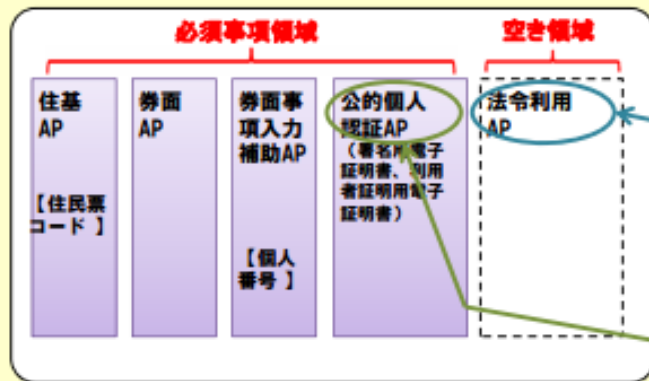 必須事項領域
空き領域
住基
AP
【住民票
コード 】
券面
AP
券面事
項入力
補助AP
【個人
番号 】
公的個人
認証AP
（署名用電子
証明書、利用
者証明用電子
証明書）
法令利用
AP